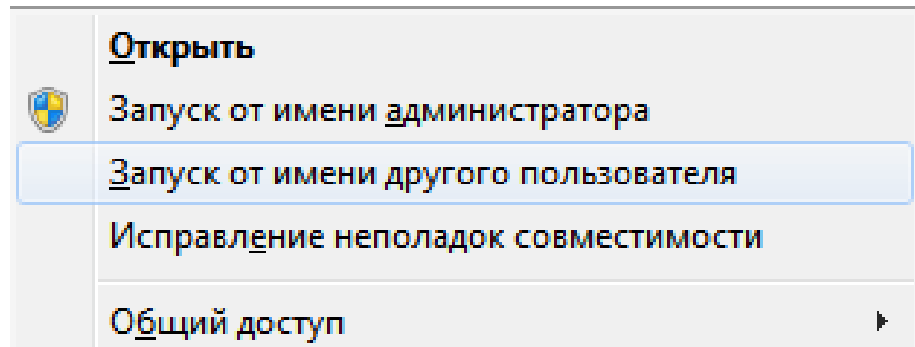 Открыть
Запуск от имени администратора
Запуск от имени другого пользователя
Исправление неполадок совместимости
Общий доступ